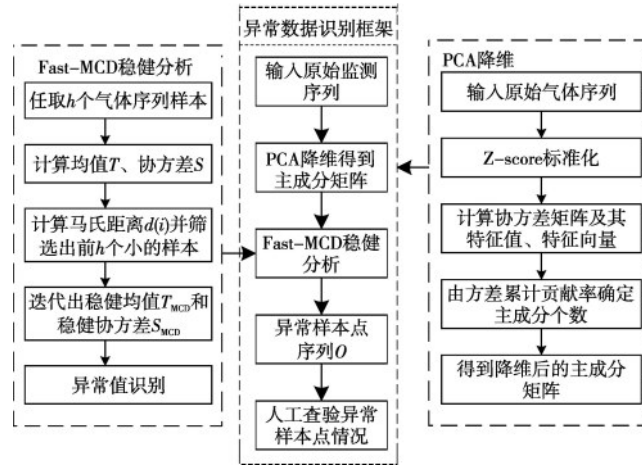 Fast-MCD稳健分析
任取h个气体序列样本
计算均值T、协方差S
计算马氏距离d(i)并筛
选出前h个小的样本
迭代出稳健均值T_MCD和
稳健协方差S_MCD
异常值识别
异常数据识别框架
输入原始监测
序列
PCA降维得到
主成分矩阵
Fast-MCD稳健
分析
异常样本点
序列O
人工查验异常
样本点情况
PCA降维
输入原始气体序列
Z-score标准化
计算协方差矩阵及其
特征值、特征向量
由方差累计贡献率确定
主成分个数
得到降维后的主成分
矩阵